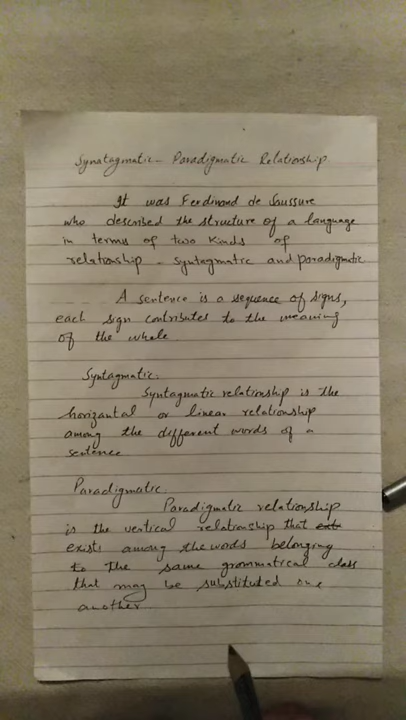 Synatagmatic - Paradigmatic Relationship
It was Ferdinand de Saussure
who described the structure of a language
in terms of two kinds of
relationship - syntagmatic and paradigmatic
A sentence is a sequence of signs,
each sign contributes to the meaning
of the whole
Syntagmatic:
Syntagmatic relationship is the
horizantal or linear relationship
among the different words of a
sentence
Paradigmatic
Paradigmatic relationship
is the vertical relationship that ext
exists among the words belonging
to the same grammatical class
that may be substituted one
another